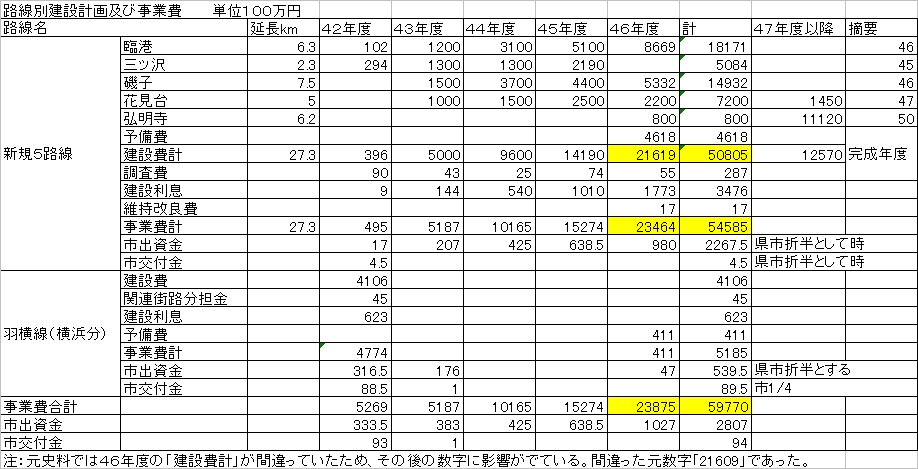 路線別建設計画及び事業費　単位100万円
路線名 延長km 42年度 43年度 44年度 45年度 46年度 計 47年度以降 摘要
臨港 6.3 102 1200 3100 5100 8669 18171 46
三ツ沢 2.3 294 1300 1300 2190 5084 45
磯子 7.5 1500 3700 4400 5332 14932 46
花見台 5 1000 1500 2500 2200 7200 1450 47
弘明寺 6.2 800 800 11120 50
予備費 4618 4618
新規5路線 建設費計 27.3 396 5000 9600 14190 21619 50805 12570 完成年度
調査費 90 43 25 74 55 287
建設利息 9 144 540 1010 1773 3476
維持改良費 17 17
事業費計 27.3 495 5187 10165 15274 23464 54585
市出資金 17 207 425 638.5 980 2267.5 県市折半として時
市交付金 4.5 4.5 県市折半として時
建設費 4106 4106
関連街路分担金 45 45
建設利息 623 623
羽横線(横浜分) 予備費 411 411
事業費計 4774 411 5185
市出資金 316.5 176 47 539.5 県市折半とする
市交付金 88.5 1 89.5 市1/4
事業費合計 5269 5187 10165 15274 23875 59770
市出資金 333.5 383 425 638.5 1027 2807
市交付金 93 1 94
注:元史料では46年度の「建設費計」が間違っていたため、その後の数字に影響がでている。間違った元数字「21609」であった。